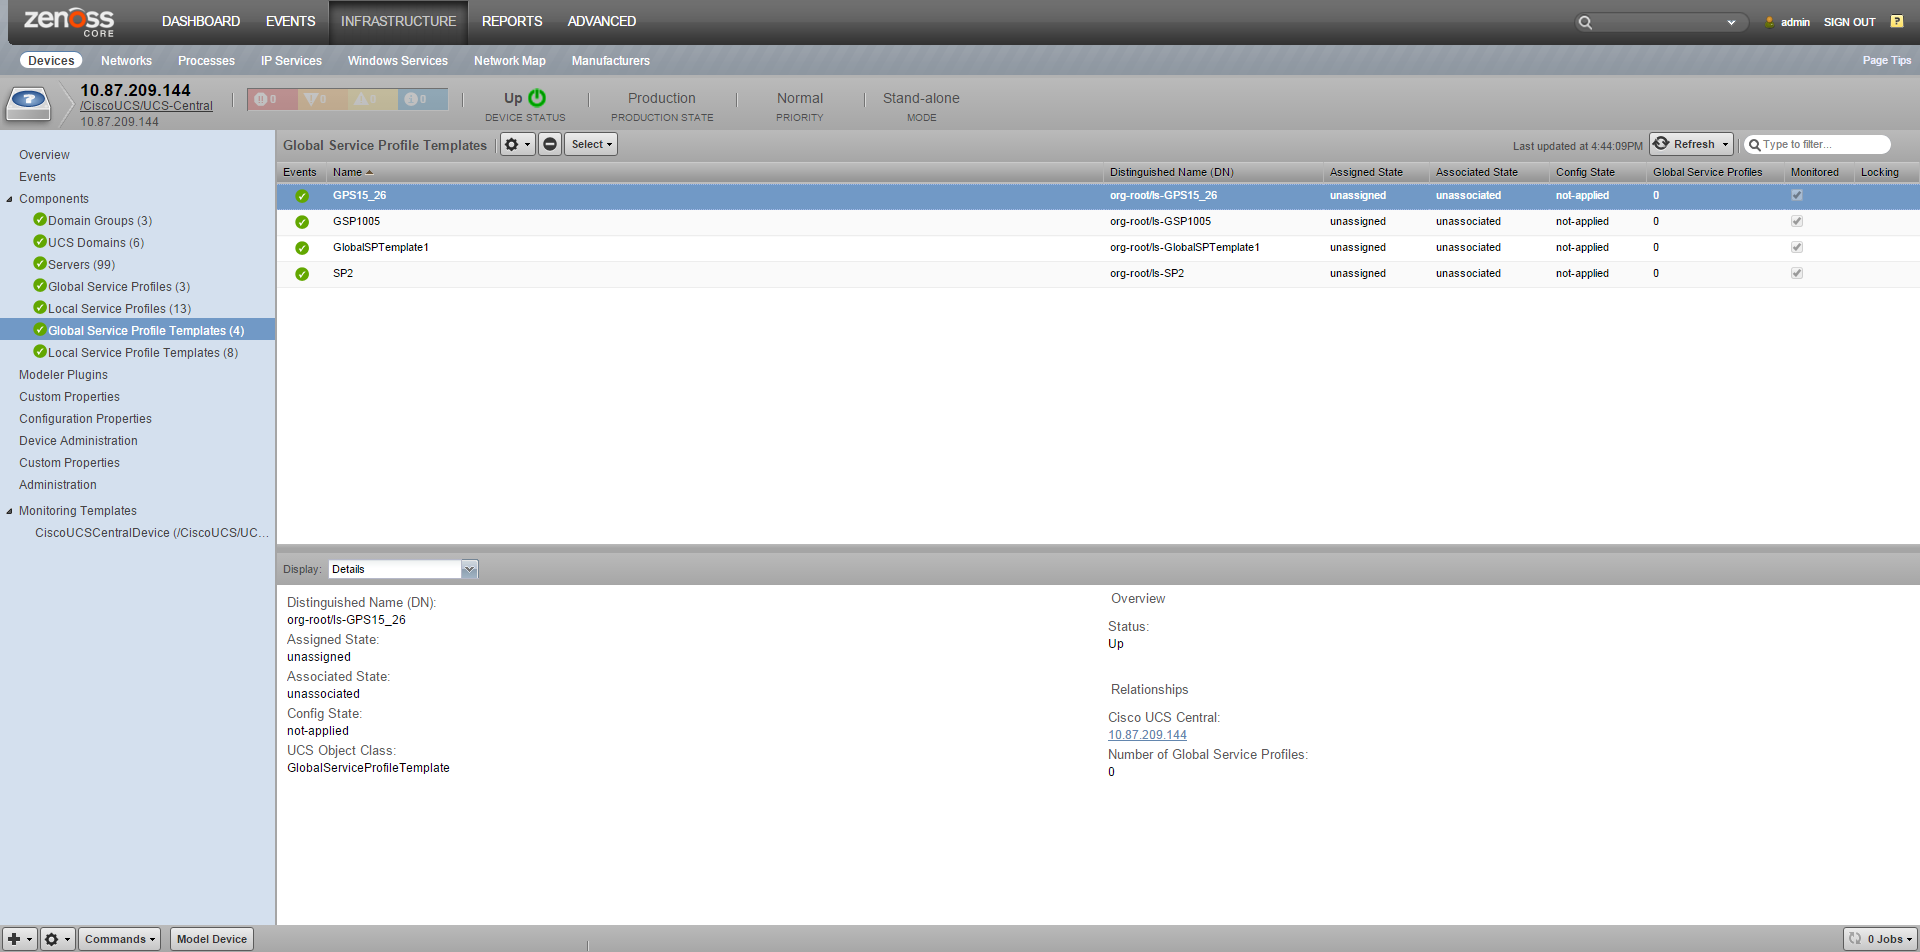 zenoss
CORE
DASHBOARD EVENTS INFRASTRUCTURE REPORTS ADVANCED
admin SIGN OUT ?
Devices Networks Processes IP Services Windows Services Network Map Manufacturers Page Tips
10.87.209.144
/CiscoUCS/UCS-Central
10.87.209.144
0 0 0 0
Up
DEVICE STATUS
Production
PRODUCTION STATE
Normal
PRIORITY
Stand-alone
MODE
Overview
Events
Components
Domain Groups (3)
UCS Domains (6)
Servers (99)
Global Service Profiles (3)
Local Service Profiles (13)
Global Service Profile Templates (4)
Local Service Profile Templates (8)
Modeler Plugins
Custom Properties
Configuration Properties
Device Administration
Custom Properties
Administration
Monitoring Templates
CiscoUCSCentralDevice (/CiscoUCS/UC...
Global Service Profile Templates Select Last updated at 4:44:09PM Refresh Type to filter...
Events Name Distinguished Name (DN) Assigned State Associated State Config State Global Service Profiles Monitored Locking
GPS15_26 org-root/ls-GPS15_26 unassigned unassociated not-applied 0
GSP1005 org-root/ls-GSP1005 unassigned unassociated not-applied 0
GlobalSPTemplate1 org-root/ls-GlobalSPTemplate1 unassigned unassociated not-applied 0
SP2 org-root/ls-SP2 unassigned unassociated not-applied 0
Display: Details
Distinguished Name (DN):
org-root/ls-GPS15_26
Assigned State:
unassigned
Associated State:
unassociated
Config State:
not-applied
UCS Object Class:
GlobalServiceProfileTemplate
Overview
Status:
Up
Relationships
Cisco UCS Central:
10.87.209.144
Number of Global Service Profiles:
0
Commands Model Device 0 Jobs